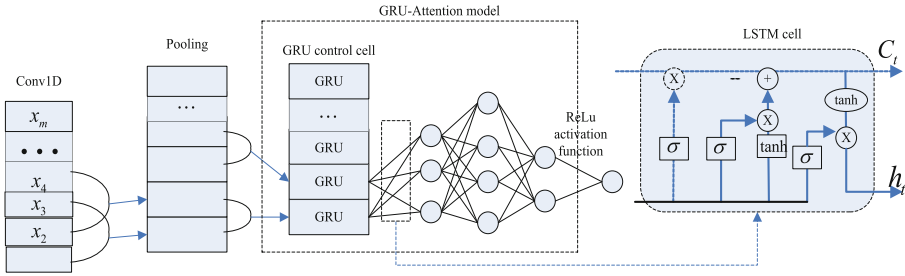 GRU-Attention model
Conv1D
x_m
• • •
x_4
x_3
x_2
Pooling
...
GRU control cell
GRU
...
GRU
GRU
GRU
ReLu
activation
function
LSTM cell
C_t
X
--
+
tanh
X
X
σ
σ
tanh
σ
h_t